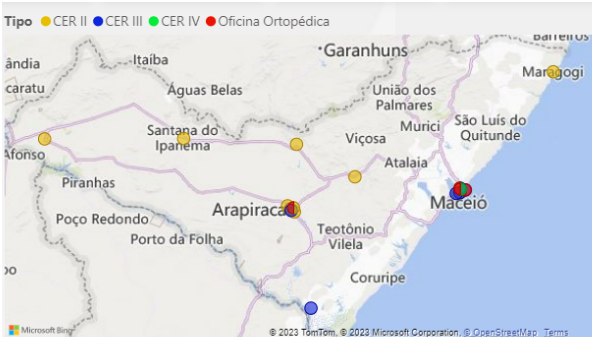 Tipo CER II CER III CER IV Oficina Ortopédica
Barreiros
Garanhuns
Itaíba
ândia
Maragogi
caratu
Águas Belas
União dos
Palmares
São Luís do
Quitunde
Murici
Santana do
Ipanema
Viçosa
Afonso
Atalaia
Piranhas
Maceió
Arapiraca
Poço Redondo
Teotônio
Vilela
Porto da Folha
Coruripe
Microsoft Bing
© 2023 TomTom, © 2023 Microsoft Corporation, © OpenStreetMap Terms